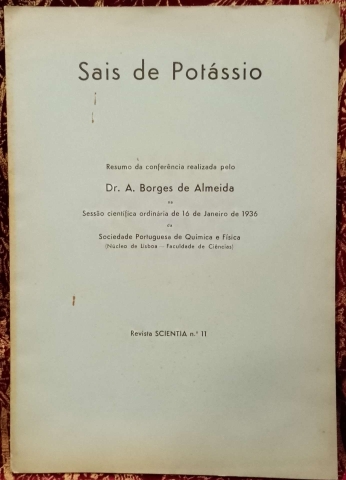 Sais de Potássio
Resumo da conferência realizada pelo
Dr. A. Borges de Almeida
na
Sessão científica ordinária de 16 de Janeiro de 1936
da
Sociedade Portuguesa de Química e Física
(Núcleo de Lisboa — Faculdade de Ciências)
Revista SCIENTIA n.º 11